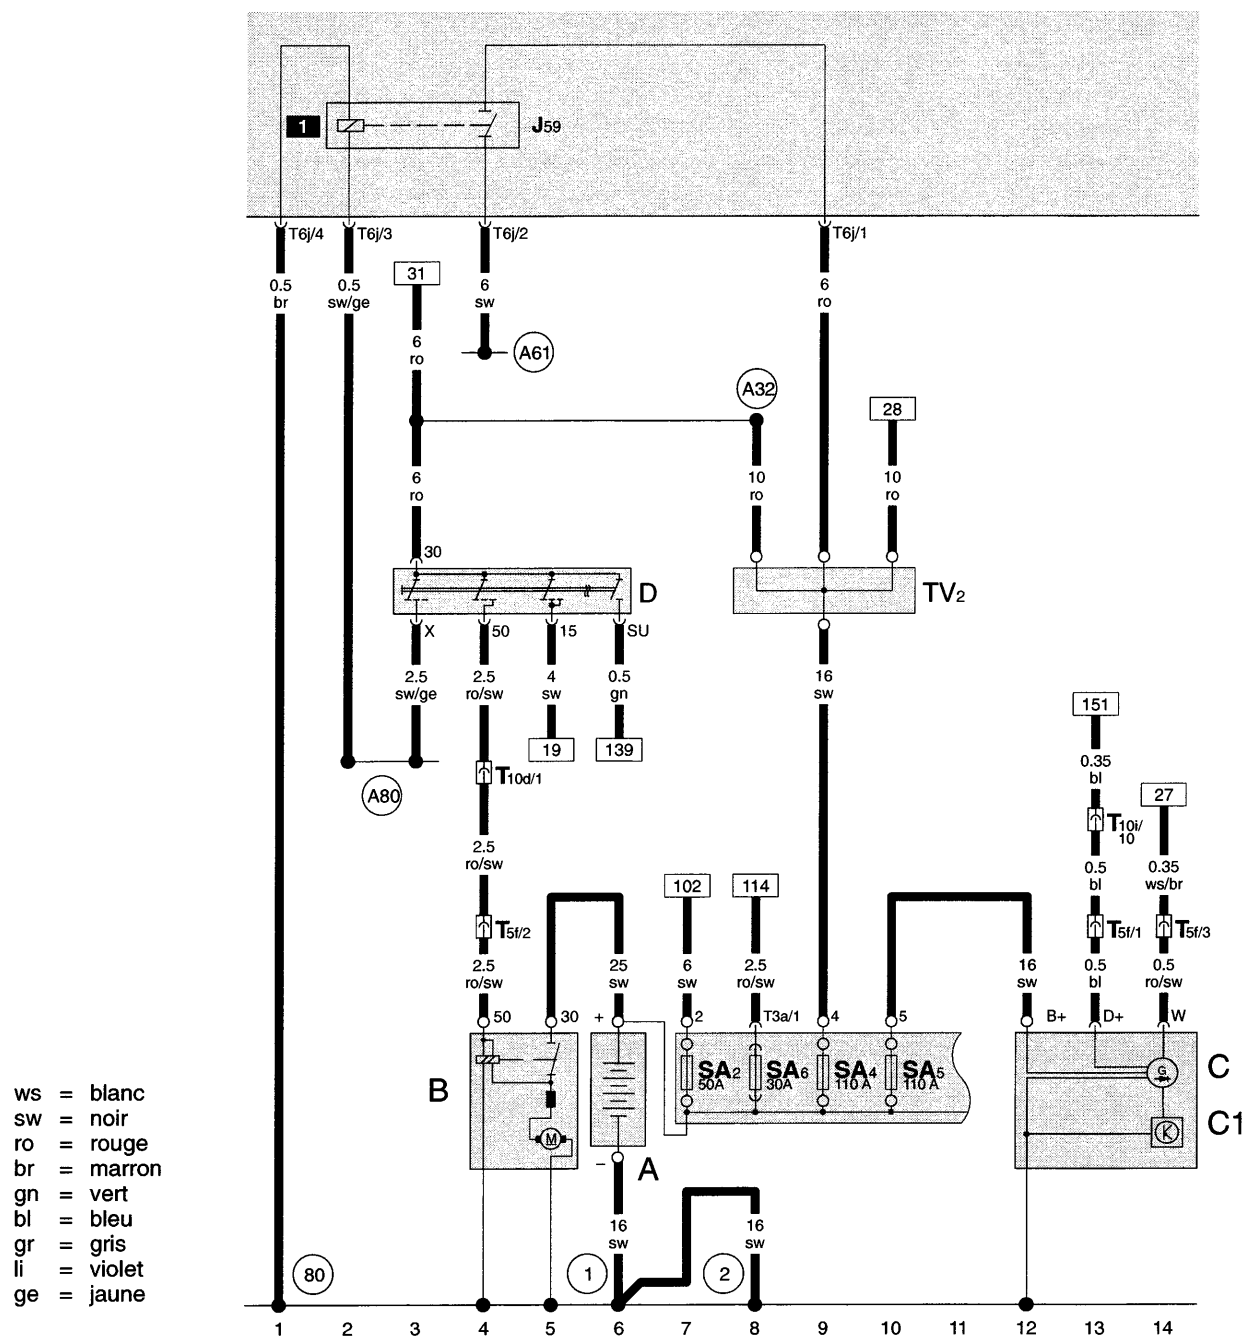 1
J59
T6j/4
T6j/3
T6j/2
T6j/1
0.5
br
0.5
sw/ge
31
6
sw
6
ro
6
ro
A61
A32
28
6
ro
10
ro
10
ro
30
D
TV2
X
50
15
SU
2.5
sw/ge
2.5
ro/sw
4
sw
0.5
gn
16
sw
19
139
151
A80
T10d/1
0.35
bl
27
T10i/
10
2.5
ro/sw
0.5
bl
0.35
ws/br
102
114
T5f/2
T5f/1
T5f/3
2.5
ro/sw
25
sw
6
sw
2.5
ro/sw
16
sw
0.5
bl
0.5
ro/sw
50
30
+
2
T3a/1
4
5
B+
D+
W
SA2
50A
SA6
30A
SA4
110 A
SA5
110 A
G
C
B
M
K
C1
–
A
ws = blanc
sw = noir
ro = rouge
br = marron
gn = vert
bl = bleu
gr = gris
li = violet
ge = jaune
16
sw
16
sw
80
1
2
1 2 3 4 5 6 7 8 9 10 11 12 13 14